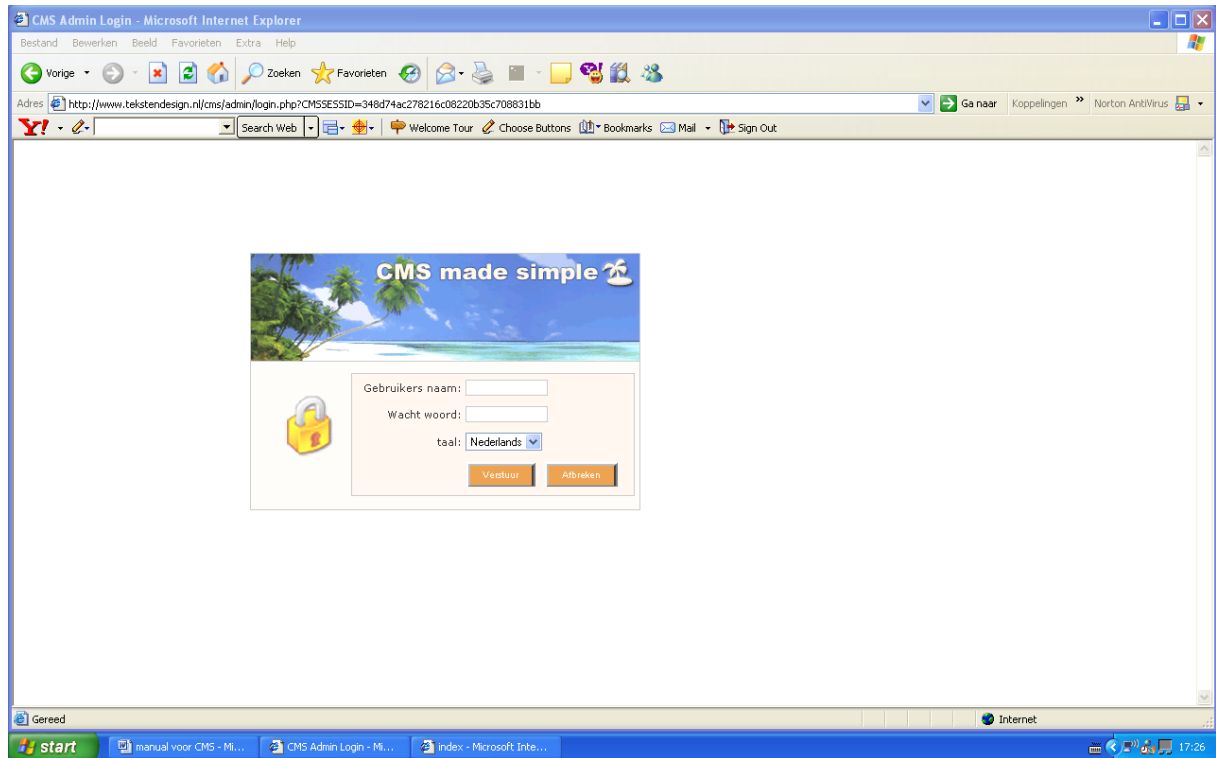 CMS Admin Login - Microsoft Internet Explorer
Bestand Bewerken Beeld Favorieten Extra Help
Vorige Zoeken Favorieten
Adres http://www.tekstendesign.nl/cms/admin/login.php?CMSSESSID=348d74ac278216c08220b35c708831bb Ga naar Koppelingen » Norton AntiVirus
Y! Search Web Welcome Tour Choose Buttons Bookmarks Mail Sign Out
CMS made simple
Gebruikers naam:
Wacht woord:
taal: Nederlands
Verstuur Afbreken
Gereed Internet
start manual voor CMS - Mi... CMS Admin Login - Mi... index - Microsoft Inte... 17:26